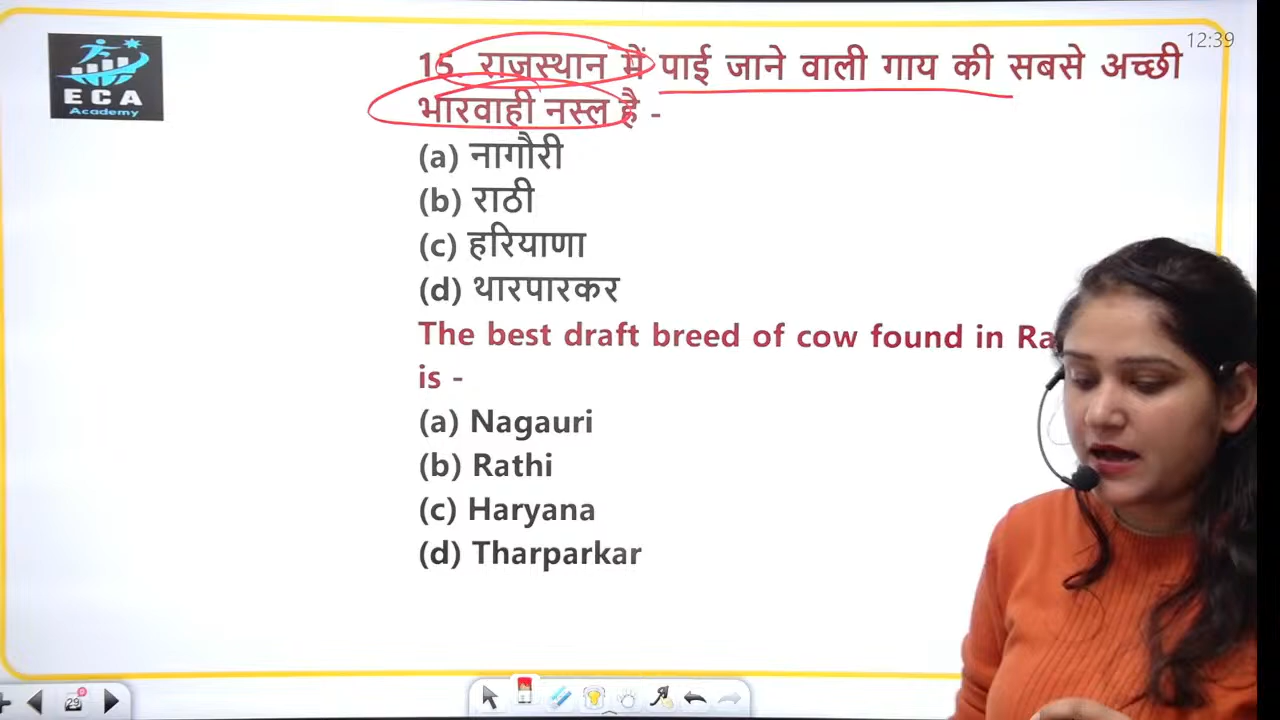 12:39
ECA
Academy
15. राजस्थान में पाई जाने वाली गाय की सबसे अच्छी
भारवाही नस्ल है -
(a) नागौरी
(b) राठी
(c) हरियाणा
(d) थारपारकर
The best draft breed of cow found in
is -
(a) Nagauri
(b) Rathi
(c) Haryana
(d) Tharparkar
29